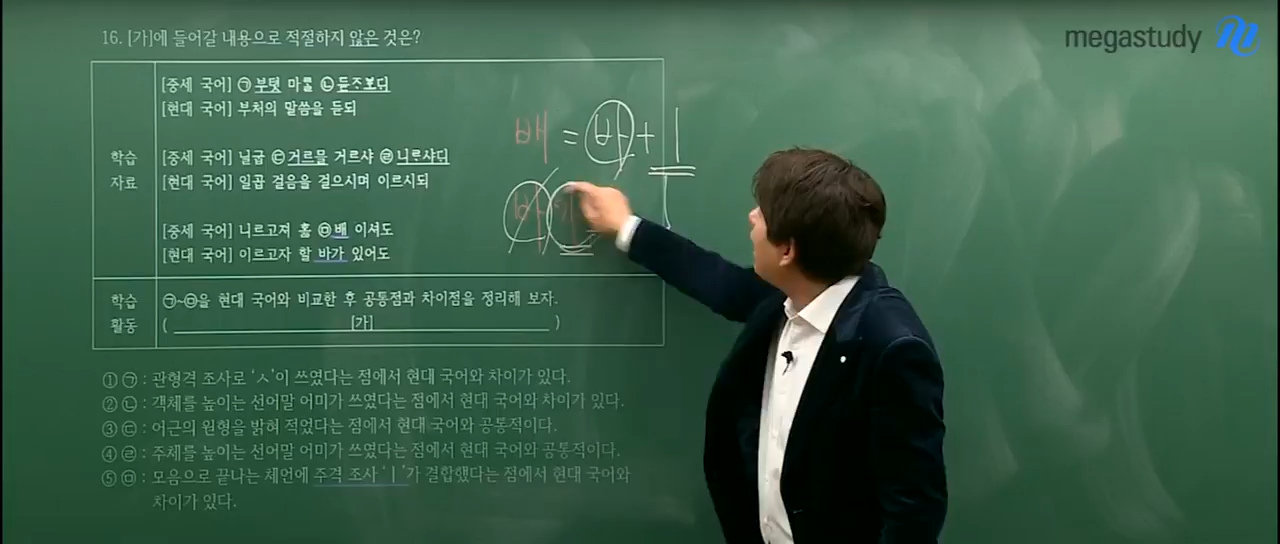 megastudy
16. [가]에 들어갈 내용으로 적절하지 않은 것은?
학습
자료
[중세 국어] ㉠부텻 마ᄅᆞᆯ ㉡듣ᄌᆞᄫᅩᄃᆡ
[현대 국어] 부처의 말씀을 듣되
[중세 국어] 닐굽 ㉢거르믈 거르샤 ㉣니ᄅᆞ샤ᄃᆡ
[현대 국어] 일곱 걸음을 걸으시며 이르시되
[중세 국어] 니르고져 홇 ㉤배 이셔도
[현대 국어] 이르고자 할 바가 있어도
배 = 바 + ㅣ
바
학습
활동
㉠~㉤을 현대 국어와 비교한 후 공통점과 차이점을 정리해 보자.
( [가] )
① ㉠ : 관형격 조사로 'ㅅ'이 쓰였다는 점에서 현대 국어와 차이가 있다.
② ㉡ : 객체를 높이는 선어말 어미가 쓰였다는 점에서 현대 국어와 차이가 있다.
③ ㉢ : 어근의 원형을 밝혀 적었다는 점에서 현대 국어와 공통적이다.
④ ㉣ : 주체를 높이는 선어말 어미가 쓰였다는 점에서 현대 국어와 공통적이다.
⑤ ㉤ : 모음으로 끝나는 체언에 주격 조사 'ㅣ'가 결합했다는 점에서 현대 국어와
차이가 있다.